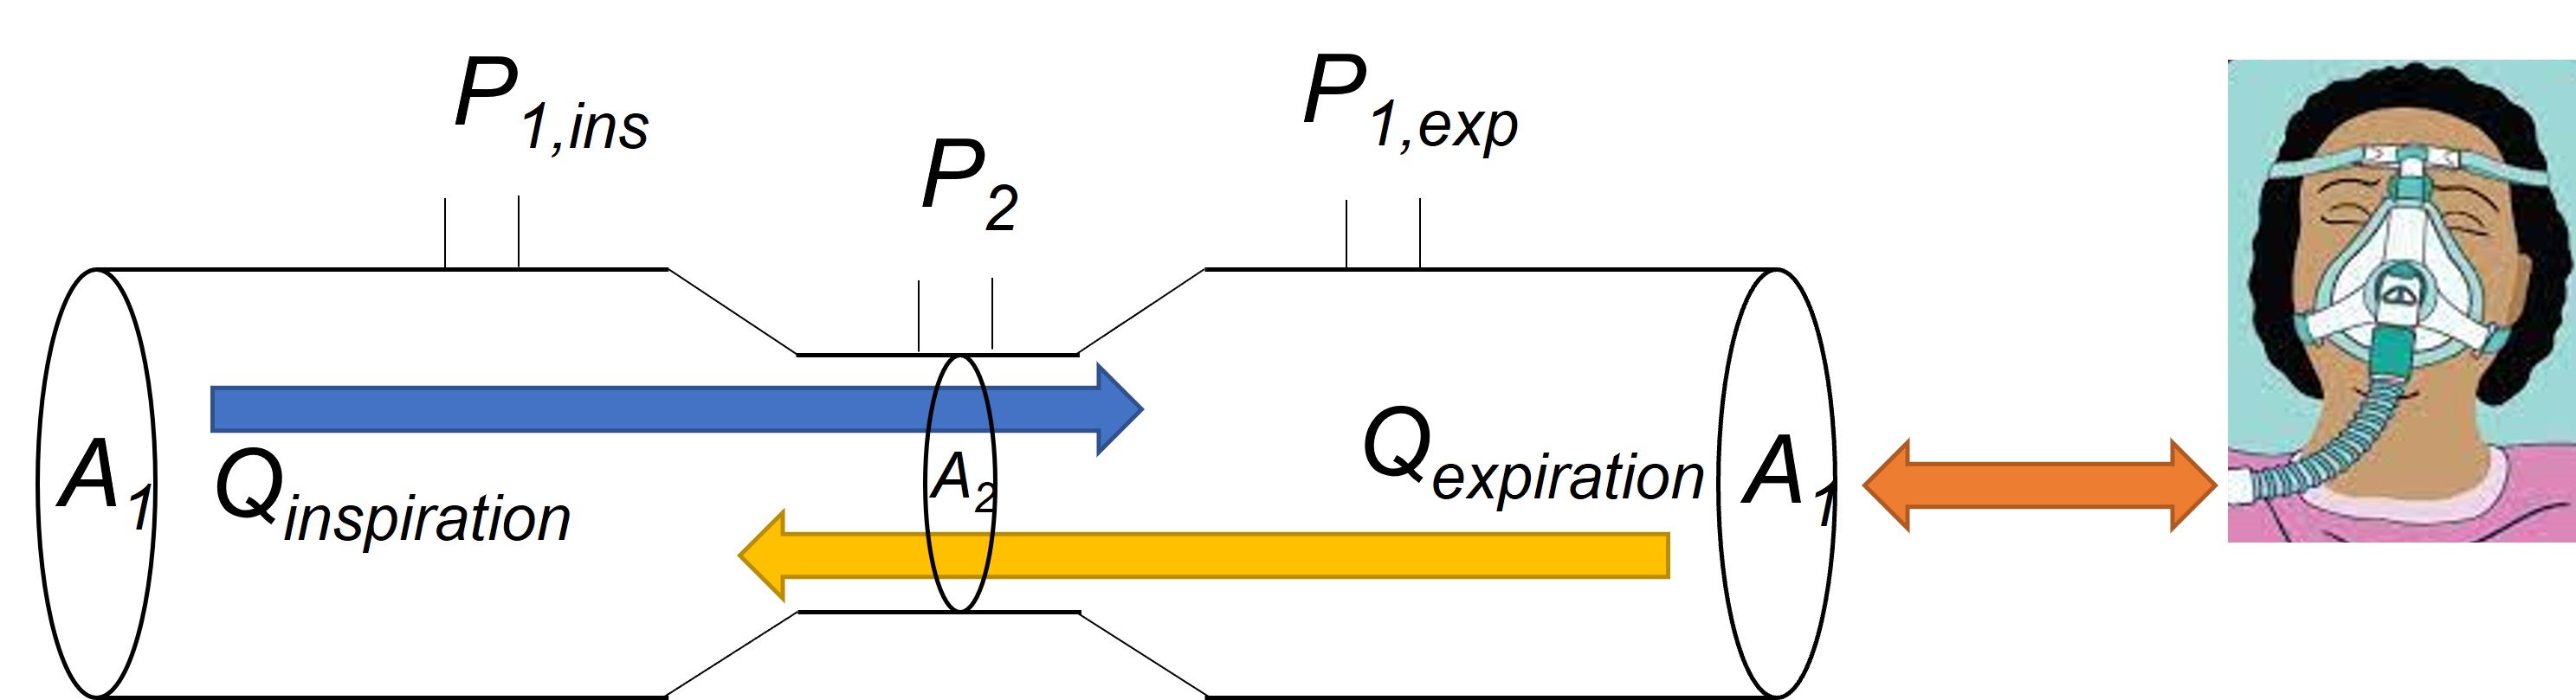 P1,ins
P1,exp
P2
A1
Qinspiration
A2
Qexpiration
A1